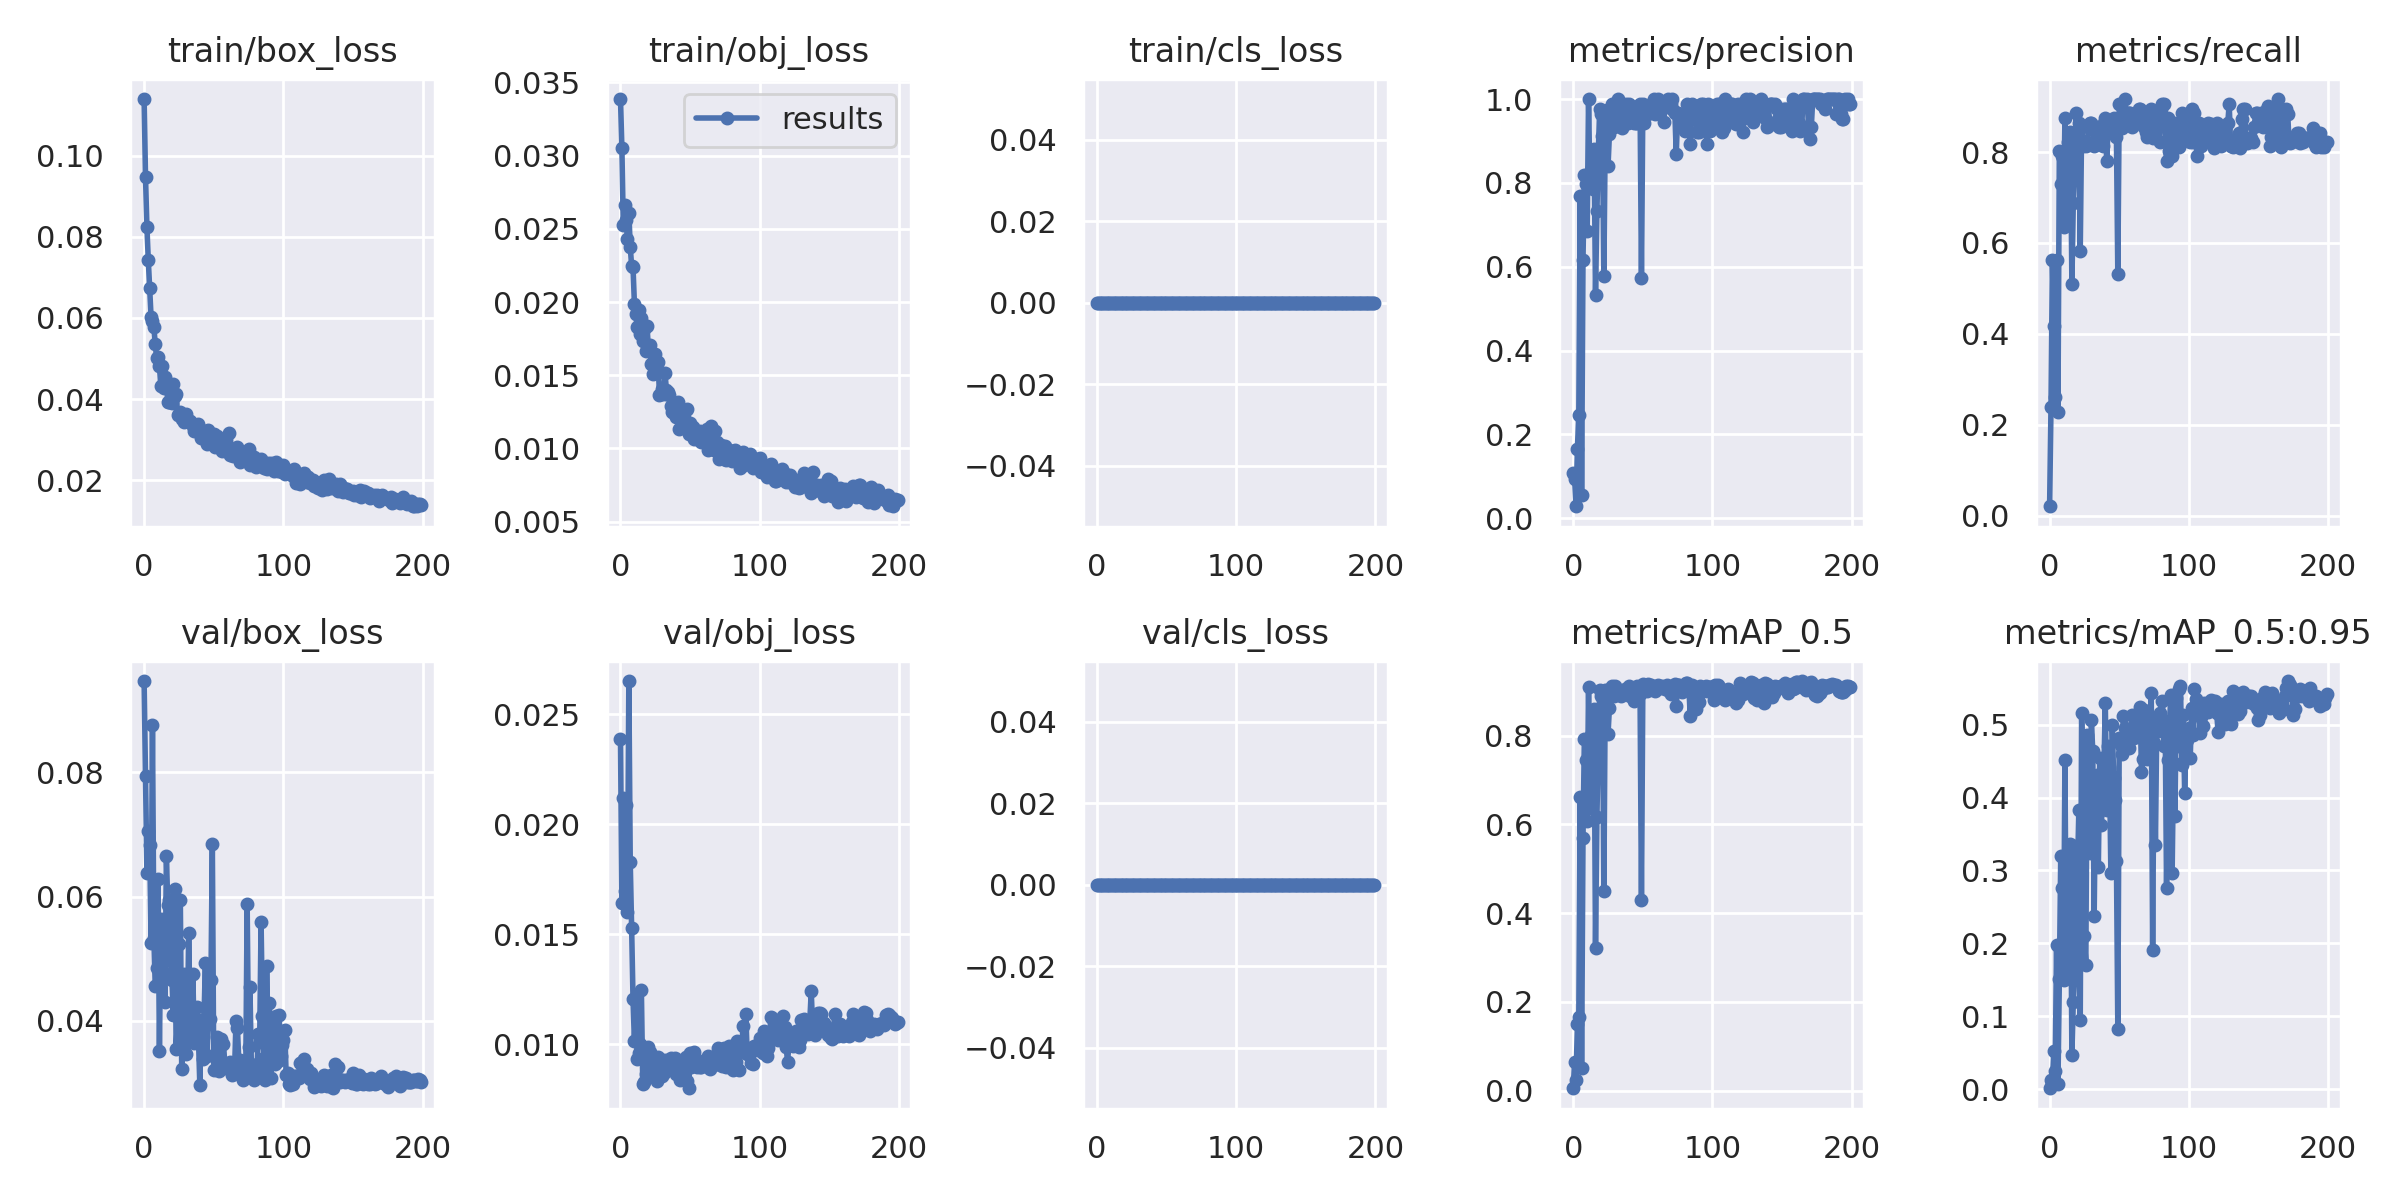 train/box_loss
0.10
0.08
0.06
0.04
0.02
0 100 200
train/obj_loss
results
0.035
0.030
0.025
0.020
0.015
0.010
0.005
0 100 200
train/cls_loss
0.04
0.02
0.00
−0.02
−0.04
0 100 200
metrics/precision
1.0
0.8
0.6
0.4
0.2
0.0
0 100 200
metrics/recall
0.8
0.6
0.4
0.2
0.0
0 100 200
val/box_loss
0.08
0.06
0.04
0 100 200
val/obj_loss
0.025
0.020
0.015
0.010
0 100 200
val/cls_loss
0.04
0.02
0.00
−0.02
−0.04
0 100 200
metrics/mAP_0.5
0.8
0.6
0.4
0.2
0.0
0 100 200
metrics/mAP_0.5:0.95
0.5
0.4
0.3
0.2
0.1
0.0
0 100 200